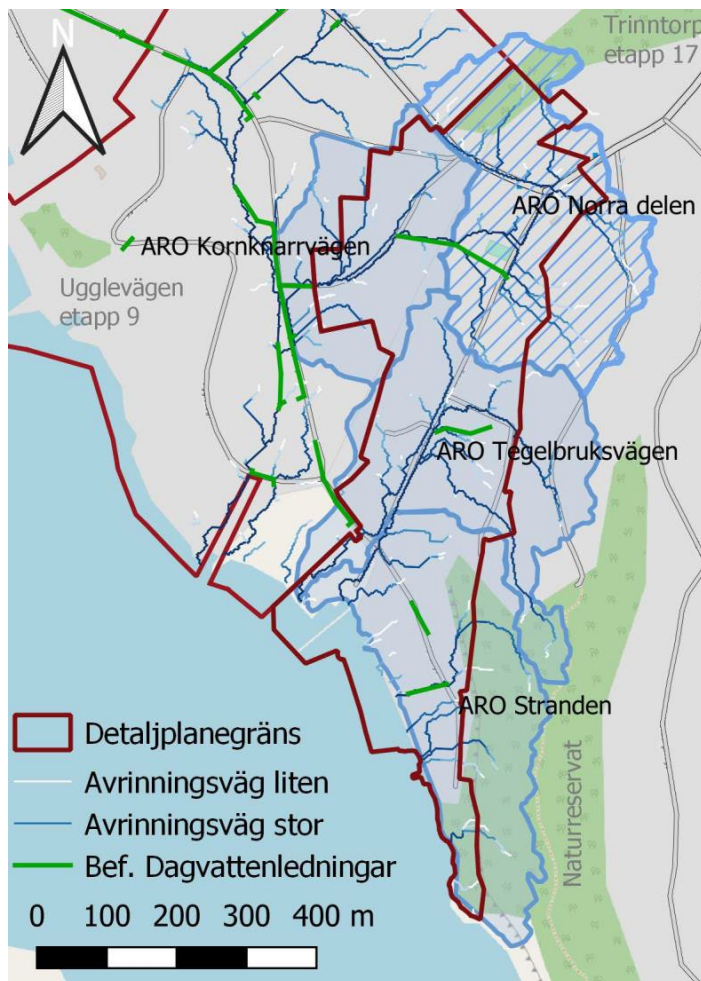 N
Trinntorp
etapp 17
ARO Norra delen
ARO Kornknarrvägen
Ugglevägen
etapp 9
ARO Tegelbruksvägen
ARO Stranden
Naturreservat
Detaljplanegräns
Avrinningsväg liten
Avrinningsväg stor
Bef. Dagvattenledningar
0 100 200 300 400 m